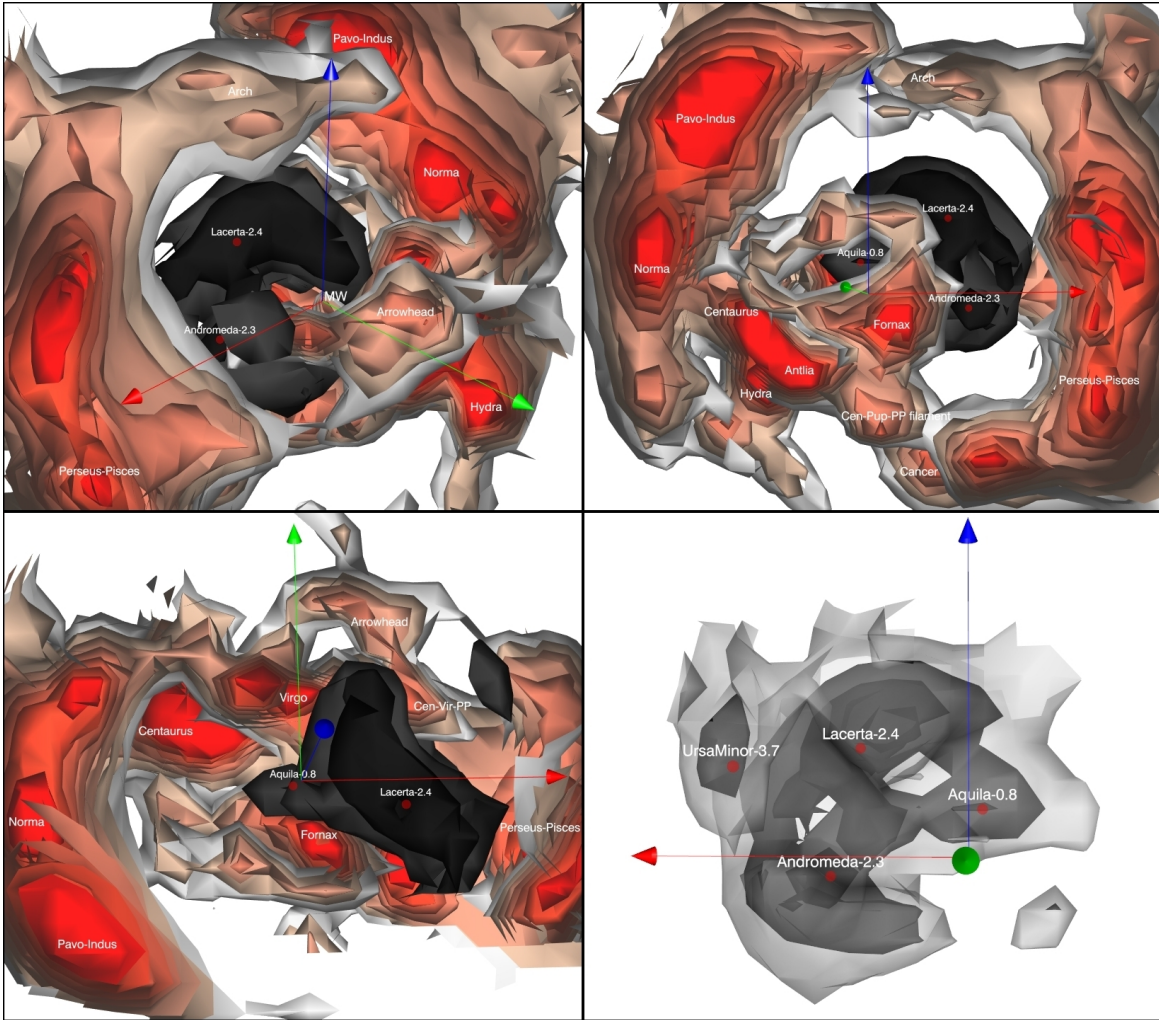 Pavo-Indus
Arch
Norma
Lacerta-2.4
MW
Arrowhead
Andromeda-2.3
Hydra
Perseus-Pisces
Arch
Pavo-Indus
Lacerta-2.4
Aquila-0.8
Norma
Andromeda-2.3
Centaurus
Fornax
Antlia
Perseus-Pisces
Hydra
Cen-Pup-PP filament
Cancer
Arrowhead
Virgo
Cen-Vir-PP
Centaurus
Aquila-0.8
Lacerta-2.4
Norma
Fornax
Perseus-Pisces
Pavo-Indus
Lacerta-2.4
UrsaMinor-3.7
Aquila-0.8
Andromeda-2.3